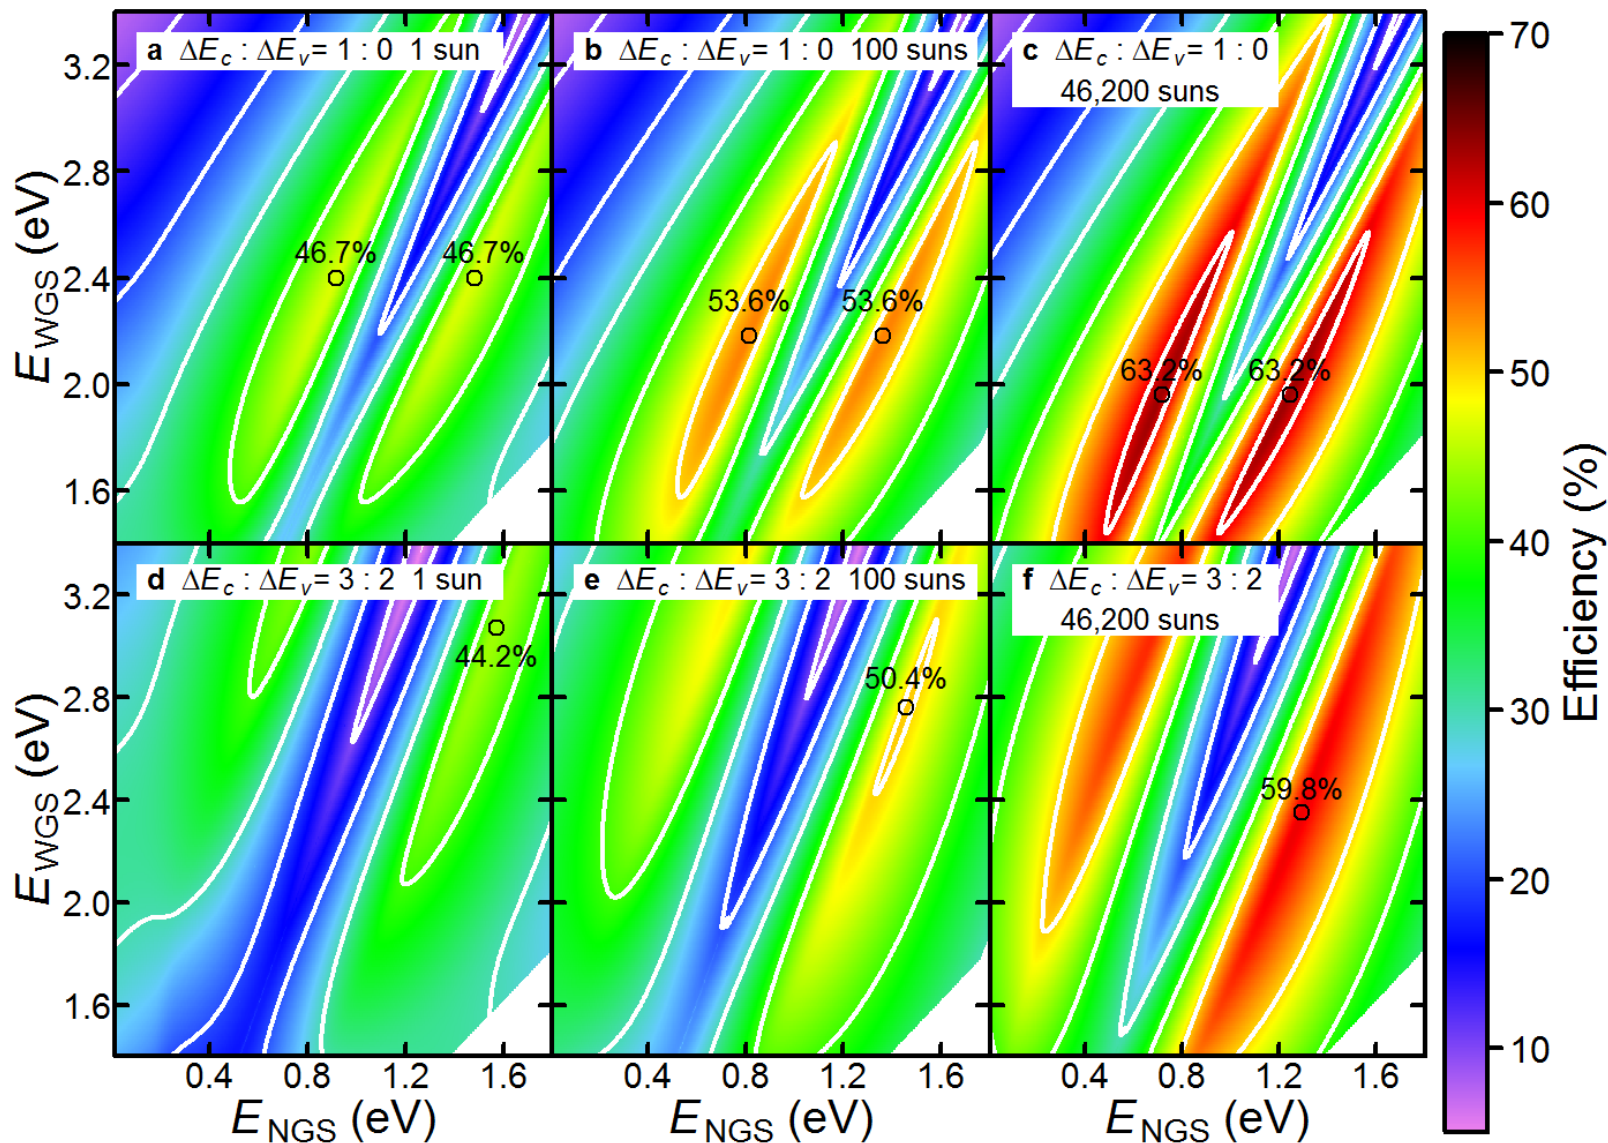 a ΔEc : ΔEv = 1 : 0 1 sun
b ΔEc : ΔEv = 1 : 0 100 suns
c ΔEc : ΔEv = 1 : 0
46,200 suns
46.7% 46.7%
53.6% 53.6%
63.2% 63.2%
3.2
2.8
2.4
2.0
1.6
EWGS (eV)
d ΔEc : ΔEv = 3 : 2 1 sun
e ΔEc : ΔEv = 3 : 2 100 suns
f ΔEc : ΔEv = 3 : 2
46,200 suns
44.2%
50.4%
59.8%
3.2
2.8
2.4
2.0
1.6
EWGS (eV)
0.4 0.8 1.2 1.6
0.4 0.8 1.2 1.6
0.4 0.8 1.2 1.6
ENGS (eV)
ENGS (eV)
ENGS (eV)
70
60
50
40
30
20
10
Efficiency (%)